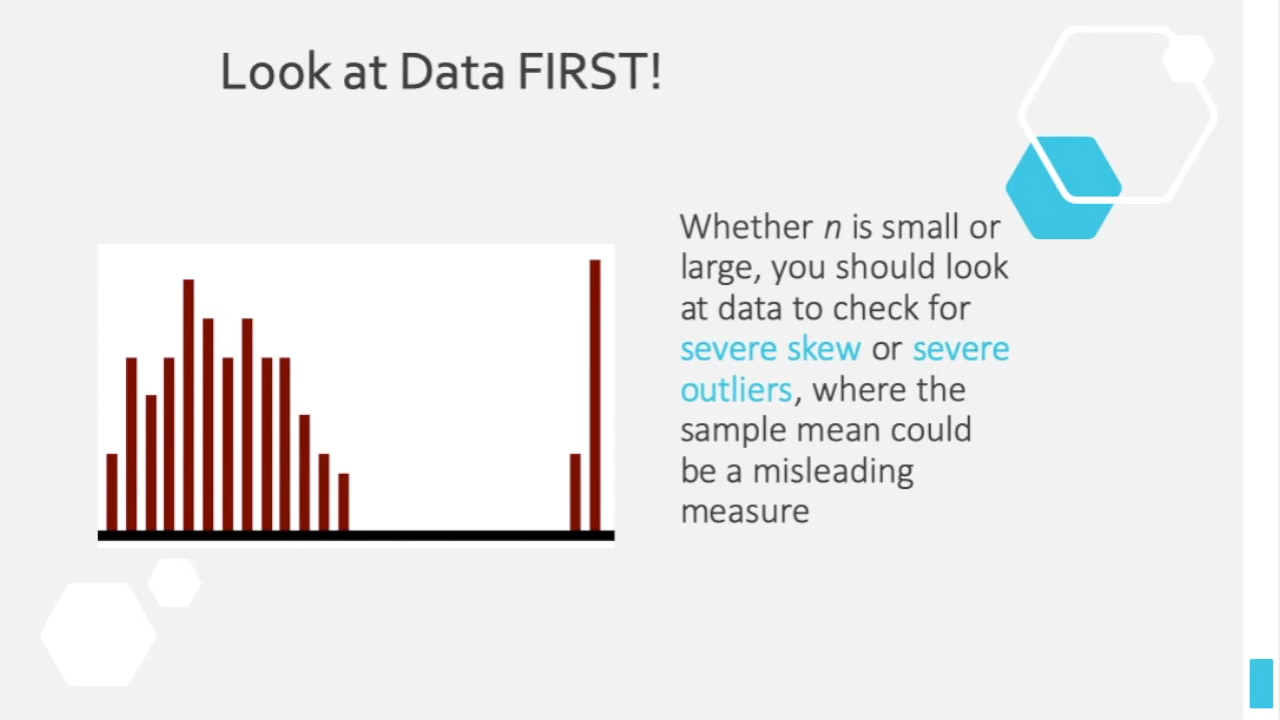 Look at Data FIRST!
Whether n is small or
large, you should look
at data to check for
severe skew or severe
outliers, where the
sample mean could
be a misleading
measure